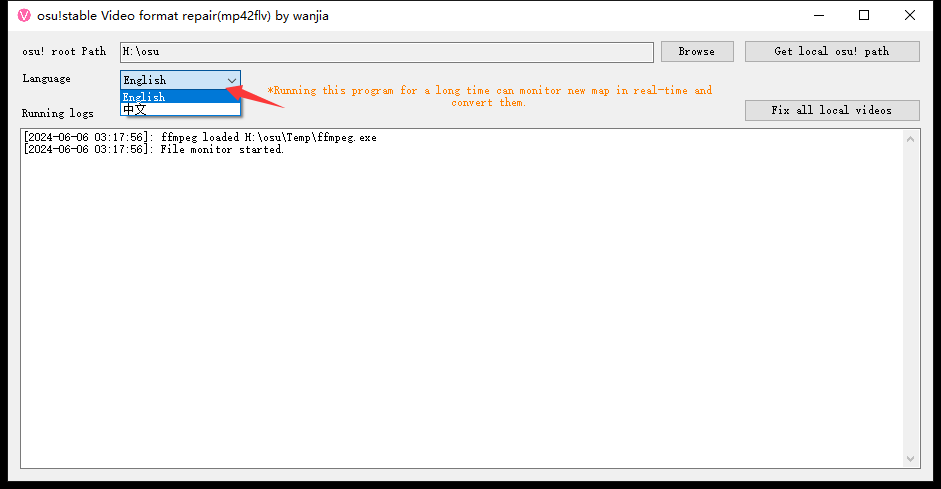 osu!stable Video format repair(mp42flv) by wanjia
osu! root Path
H:\osu
Browse
Get local osu! path
Language
English
English
中文
*Running this program for a long time can monitor new map in real-time and
convert them.
Running logs
Fix all local videos
[2024-06-06 03:17:56]: ffmpeg loaded H:\osu\Temp\ffmpeg.exe
[2024-06-06 03:17:56]: File monitor started.